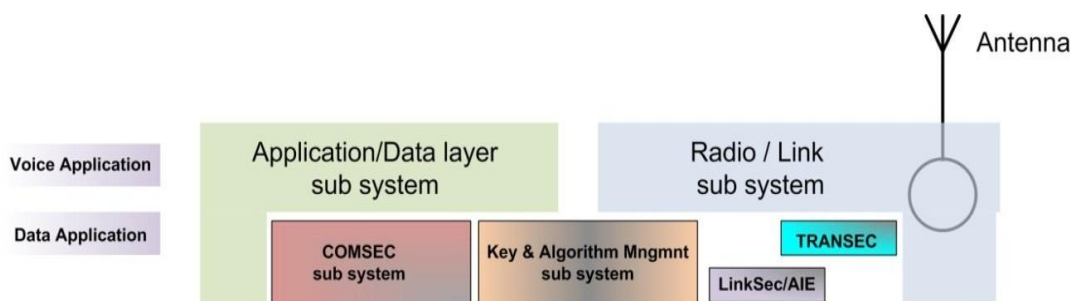 Antenna
Voice Application
Application/Data layer
sub system
Radio / Link
sub system
Data Application
COMSEC
sub system
Key & Algorithm Mngmnt
sub system
TRANSEC
LinkSec/AIE